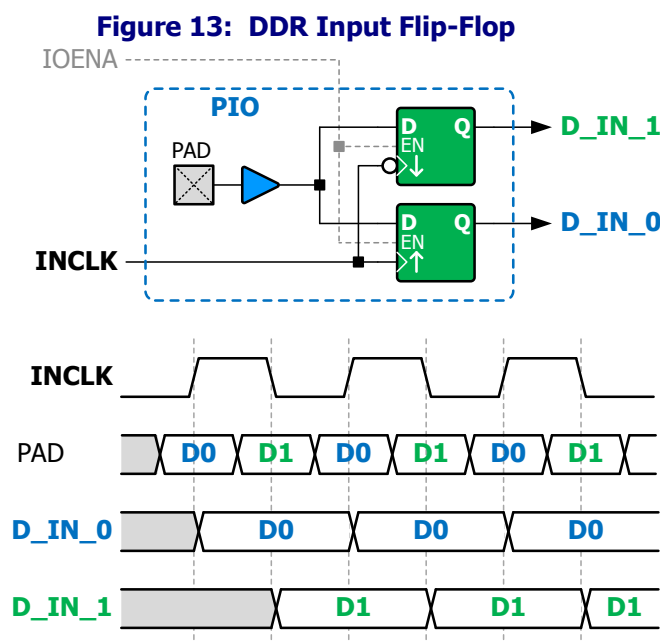 Figure 13: DDR Input Flip-Flop
IOENA
PIO
D Q D_IN_1
EN
PAD
↓
D Q D_IN_0
EN
INCLK
↑
INCLK
PAD D0 D1 D0 D1 D0 D1
D_IN_0 D0 D0 D0
D_IN_1 D1 D1 D1